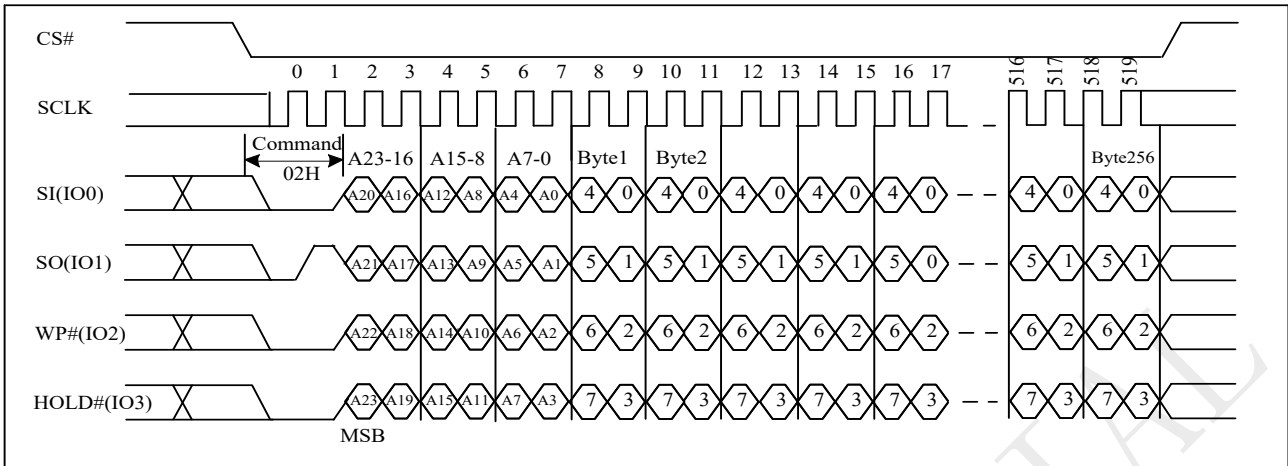 CS#
0 1 2 3 4 5 6 7 8 9 10 11 12 13 14 15 16 17 516 517 518 519
SCLK
Command A23-16 A15-8 A7-0 Byte1 Byte2 Byte256
02H
SI(IO0) A20 A16 A12 A8 A4 A0 4 0 4 0 4 0 4 0 4 0 4 0 4 0
SO(IO1) A21 A17 A13 A9 A5 A1 5 1 5 1 5 1 5 1 5 0 5 1 5 1
WP#(IO2) A22 A18 A14 A10 A6 A2 6 2 6 2 6 2 6 2 6 2 6 2 6 2
HOLD#(IO3) A23 A19 A15 A11 A7 A3 7 3 7 3 7 3 7 3 7 3 7 3 7 3
MSB